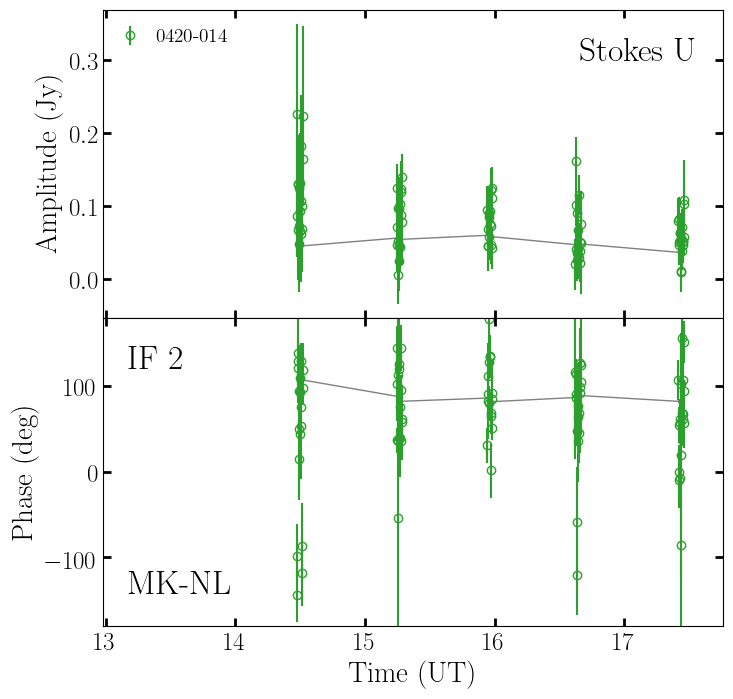 0420-014
Stokes U
Amplitude (Jy)
0.3
0.2
0.1
0.0
IF 2
Phase (deg)
100
0
−100
MK-NL
13 14 15 16 17
Time (UT)